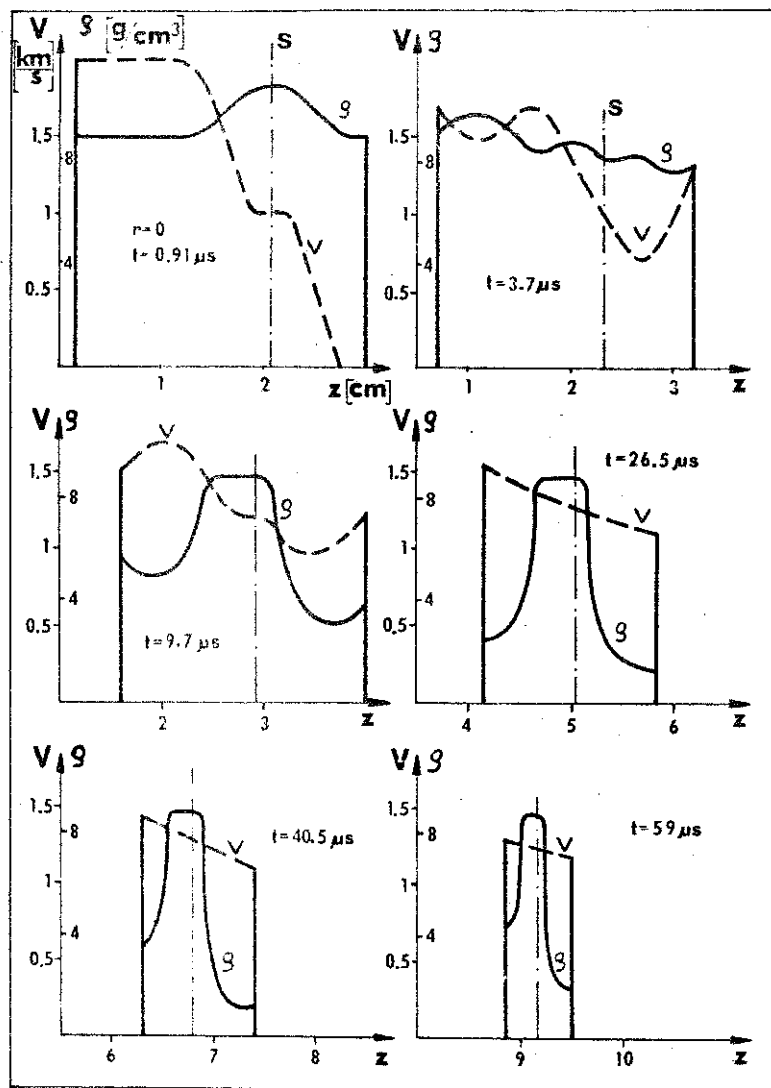 V ρ [g/cm³]
[km/s]
S
1.5
8
1
r=0
t=0.91 μs
V
4
0.5
1 2
z [cm]
V ρ
S
1.5
8
ρ
1
V
4
t=3.7 μs
0.5
1 2 3 z
V ρ
V
1.5
8
ρ
1
4
0.5
t=9.7 μs
2 3 z
V ρ
1.5
t=26.5 μs
8
V
1
4
0.5
ρ
4 5 6
z
V ρ
1.5
8
t=40.5 μs
V
1
4
0.5
ρ
6 7 8 z
V ρ
1.5
8
t=59 μs
V
1
4
0.5
ρ
9 10 z